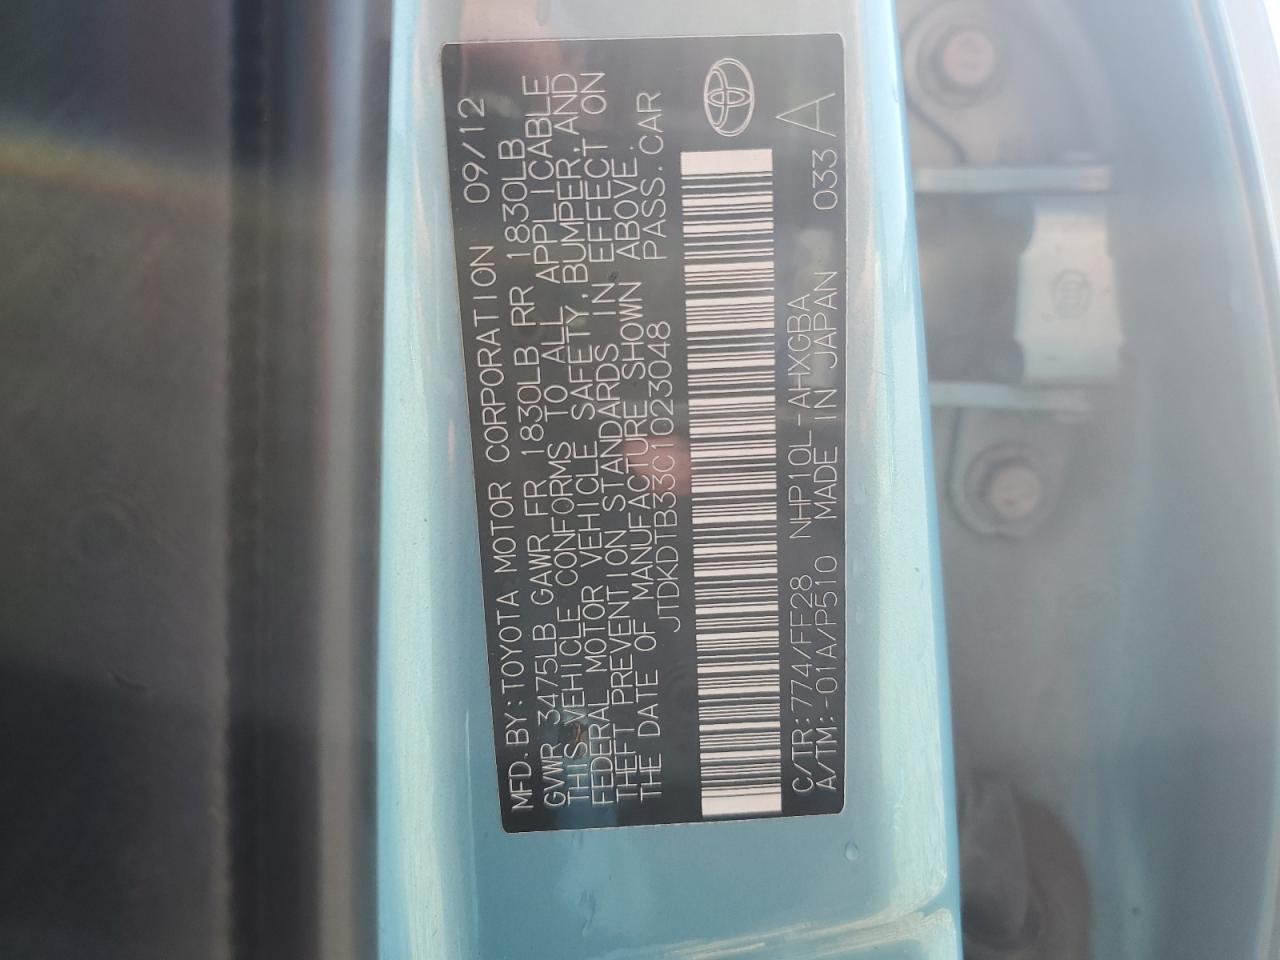 MFD. BY: TOYOTA MOTOR CORPORATION 09/12
GVWR 3475LB GAWR FR 1830LB RR 1830LB
THIS VEHICLE CONFORMS TO ALL APPLICABLE
FEDERAL MOTOR VEHICLE SAFETY, BUMPER, AND
THEFT PREVENTION STANDARDS IN EFFECT ON
THE DATE OF MANUFACTURE SHOWN ABOVE.
JTDKDTB33C1023048 PASS. CAR
C/TR: 774/FF28 NHP10L-AHXGBA
A/TM: -01A/P510 MADE IN JAPAN 033 A